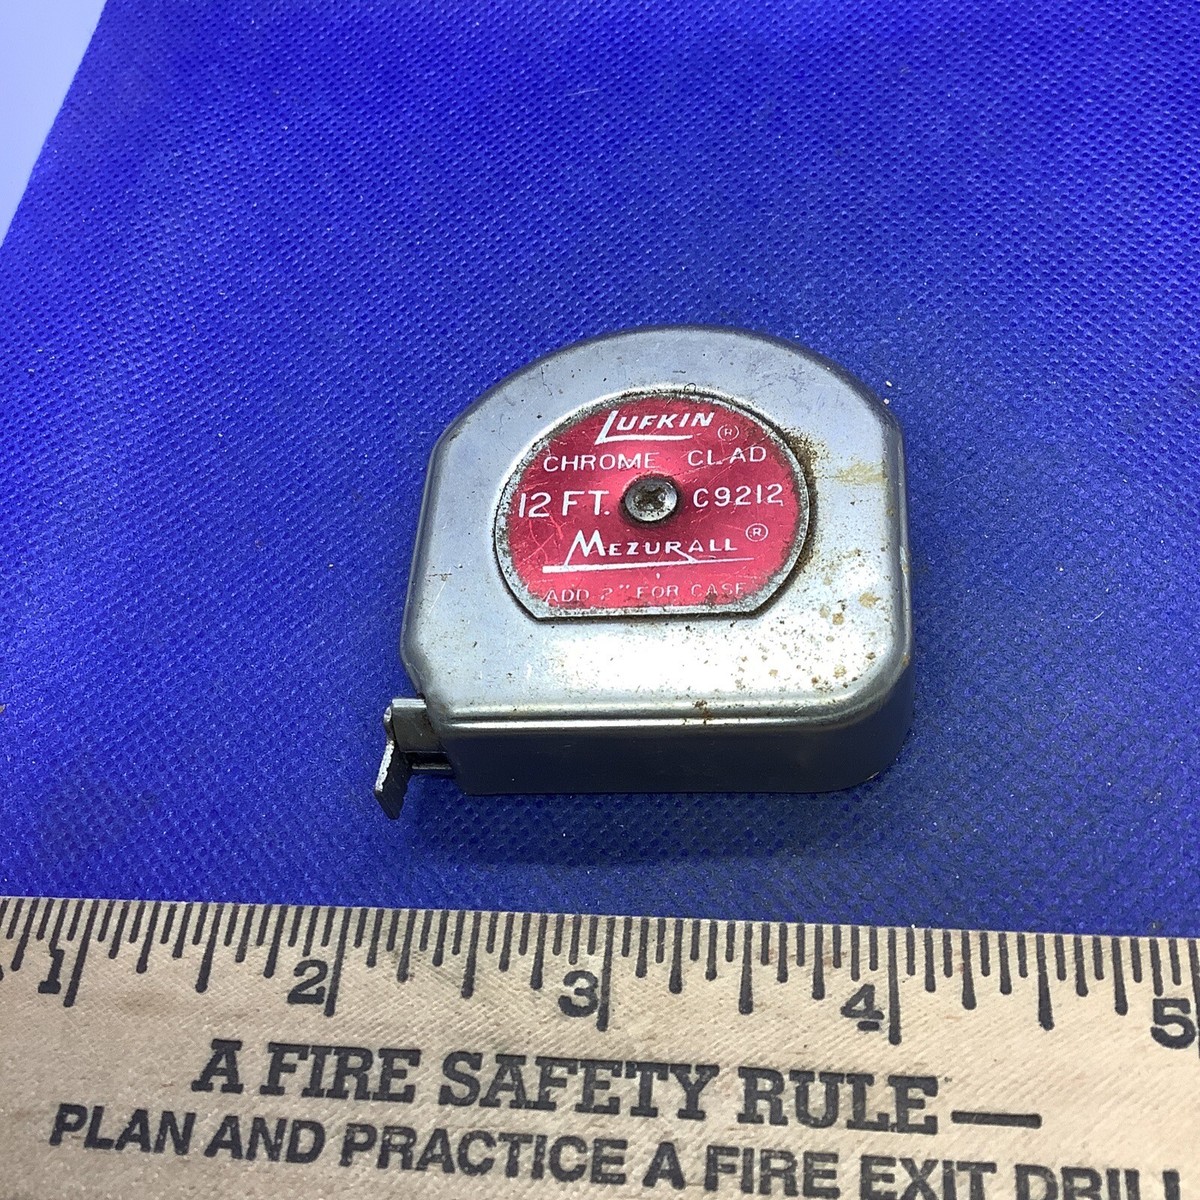 LUFKIN ®
CHROME CLAD
12 FT. C9212
MEZURALL ®
ADD 2" FOR CASE
1 2 3 4 5
A FIRE SAFETY RULE—
PLAN AND PRACTICE A FIRE EXIT DRILL